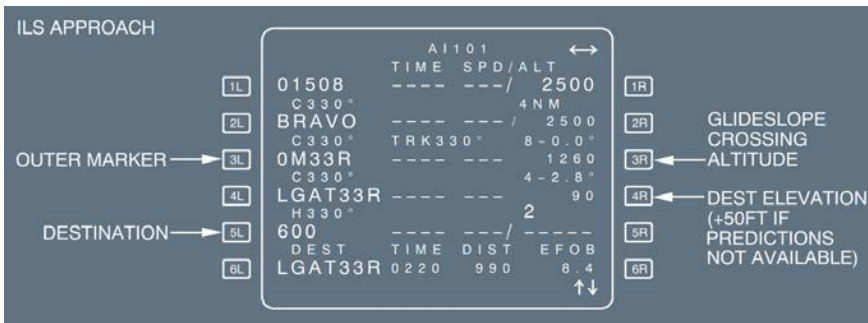 ILS APPROACH
AI101 ↔
TIME SPD/ALT
1L 01508 ---- ---/ 2500 1R
C330° 4NM
2L BRAVO ---- ---/ 2500 2R
C330° TRK330° 8-0.0°
OUTER MARKER 3L 0M33R ---- --- 1260 3R GLIDESLOPE CROSSING ALTITUDE
C330° 4-2.8°
4L LGAT33R ---- --- 90 4R DEST ELEVATION (+50FT IF PREDICTIONS NOT AVAILABLE)
H330° 2
DESTINATION 5L 600 ----/ ----- 5R
DEST TIME DIST EFOB
6L LGAT33R 0220 990 8.4 6R
↑↓